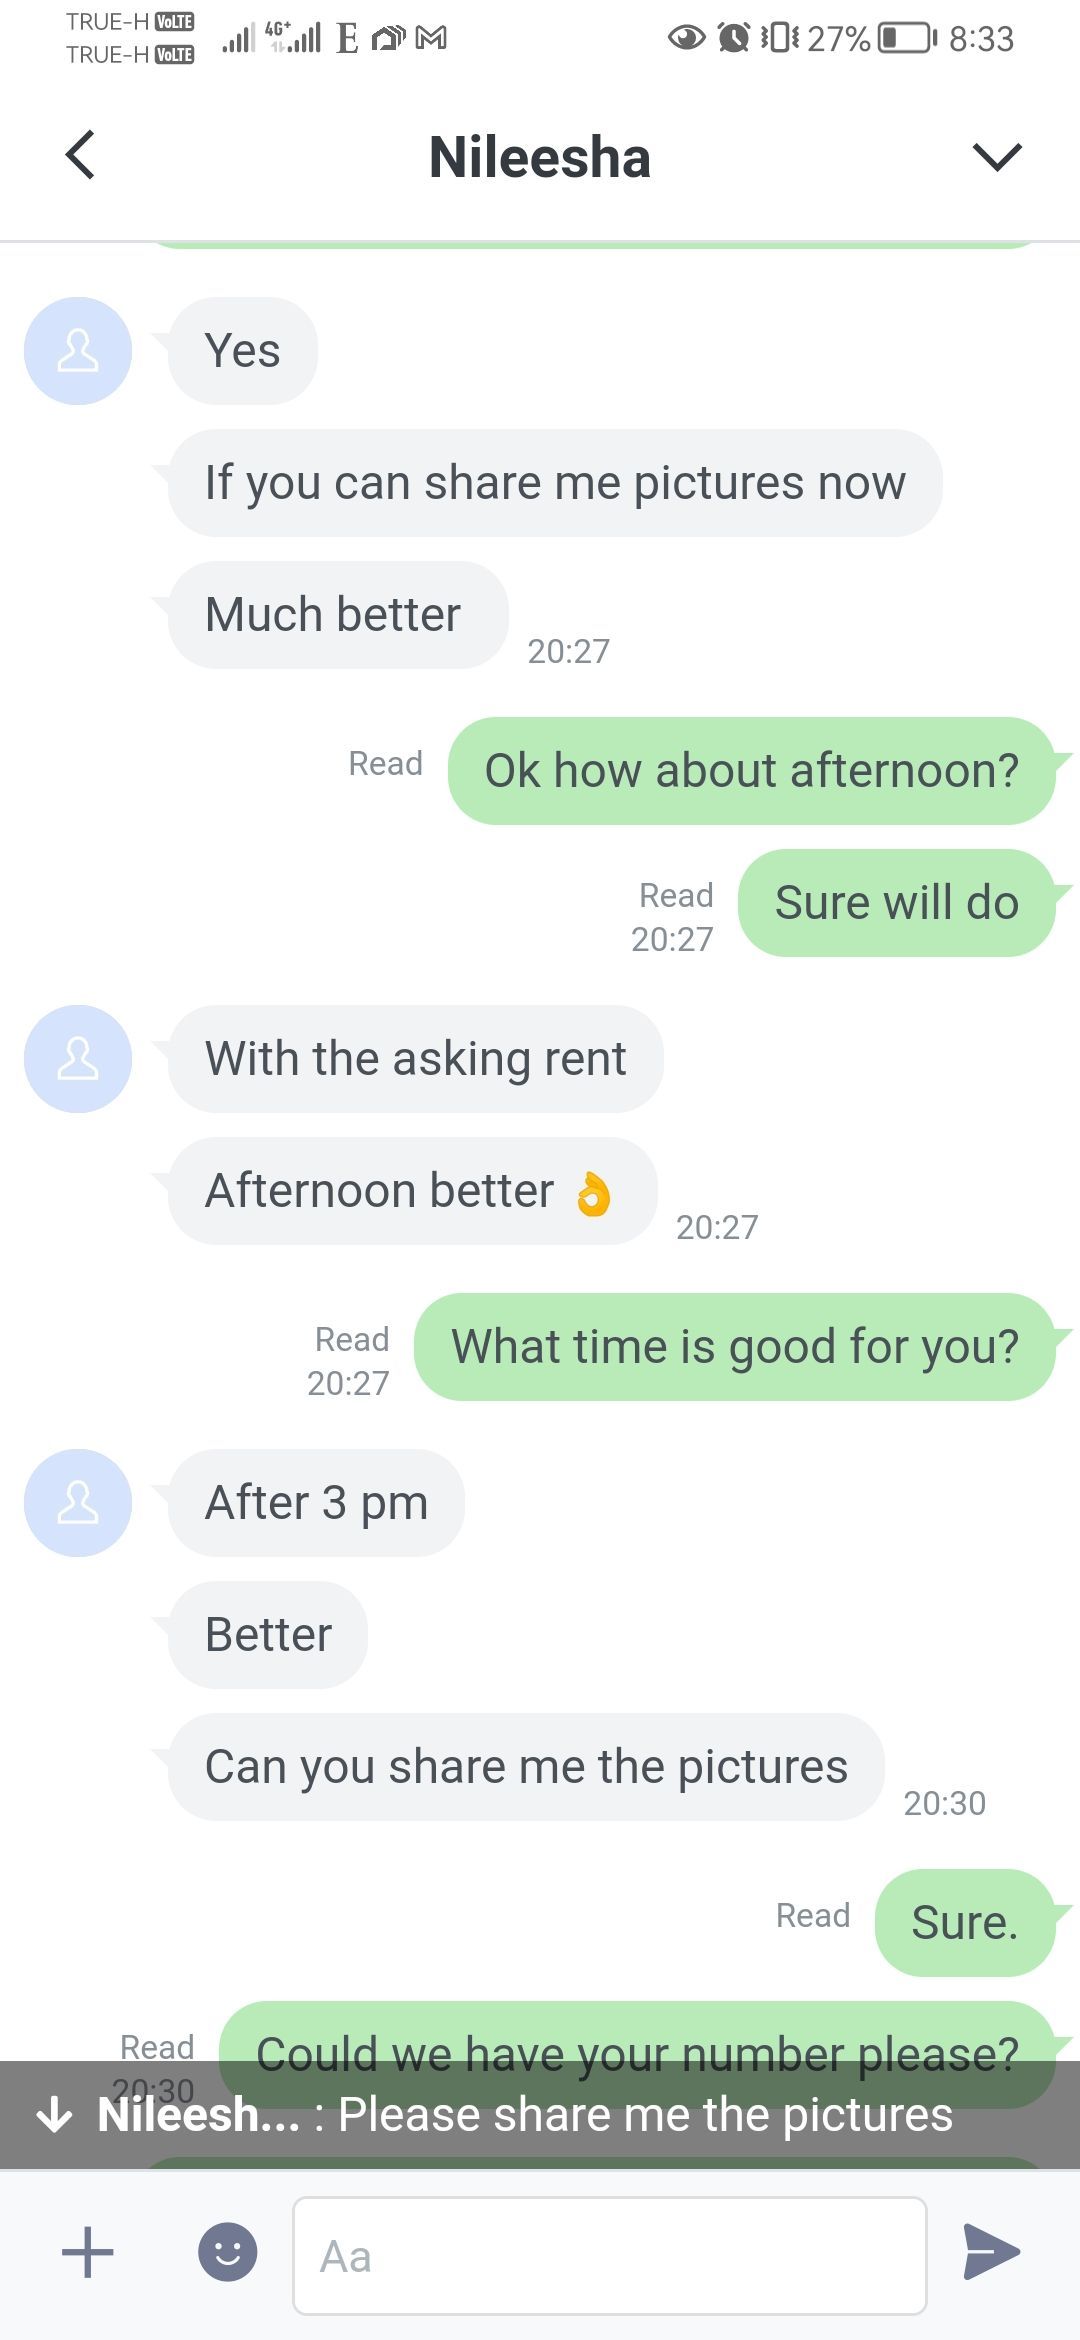 TRUE-H VoLTE
TRUE-H VoLTE
4G+
E
27%
8:33
Nileesha
Yes
If you can share me pictures now
Much better
20:27
Read
Ok how about afternoon?
Read
20:27
Sure will do
With the asking rent
Afternoon better 👌
20:27
Read
20:27
What time is good for you?
After 3 pm
Better
Can you share me the pictures
20:30
Read
Sure.
Read
20:30
Could we have your number please?
Nileesh... : Please share me the pictures
Aa